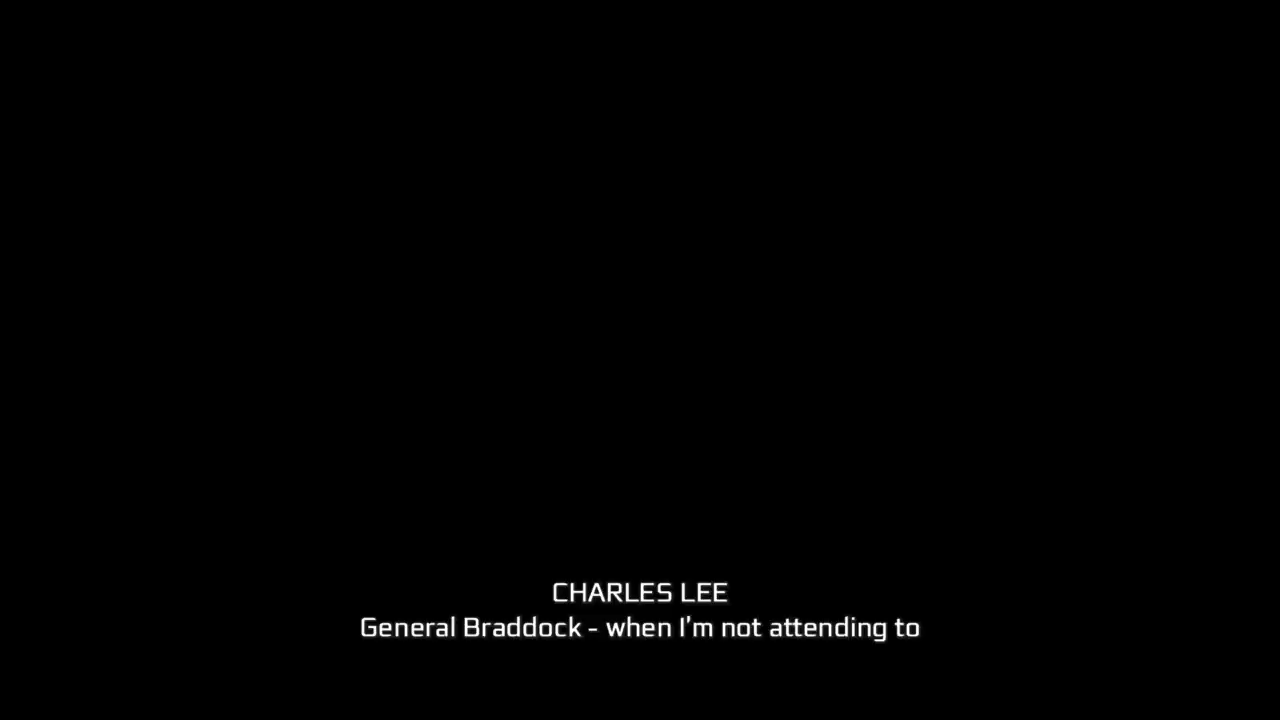 CHARLES LEE
General Braddock - when I'm not attending to